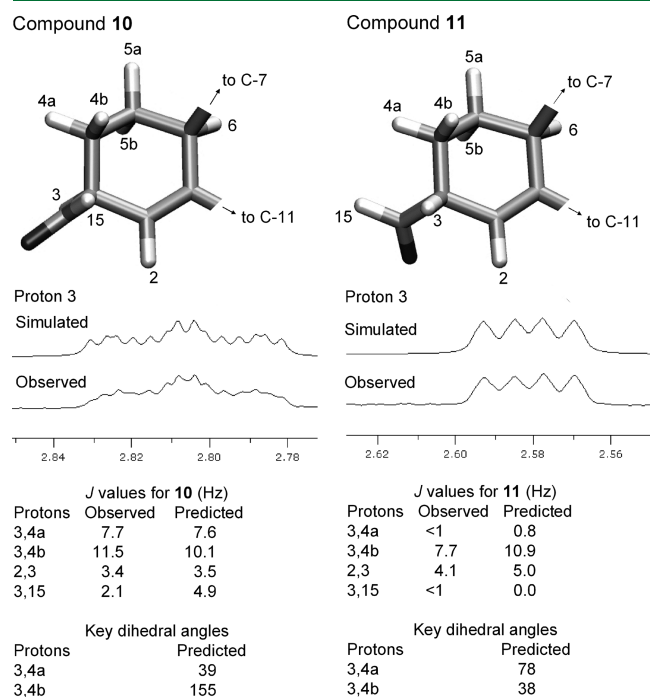 Compound 10
Compound 11
5a
4a
4b
to C-7
5b
6
3
15
to C-11
2
5a
4a
4b
to C-7
5b
6
15
3
to C-11
2
Proton 3
Simulated
Observed
2.84 2.82 2.80 2.78
Proton 3
Simulated
Observed
2.62 2.60 2.58 2.56
J values for 10 (Hz)
Protons Observed Predicted
3,4a 7.7 7.6
3,4b 11.5 10.1
2,3 3.4 3.5
3,15 2.1 4.9
Key dihedral angles
Protons Predicted
3,4a 39
3,4b 155
J values for 11 (Hz)
Protons Observed Predicted
3,4a <1 0.8
3,4b 7.7 10.9
2,3 4.1 5.0
3,15 <1 0.0
Key dihedral angles
Protons Predicted
3,4a 78
3,4b 38